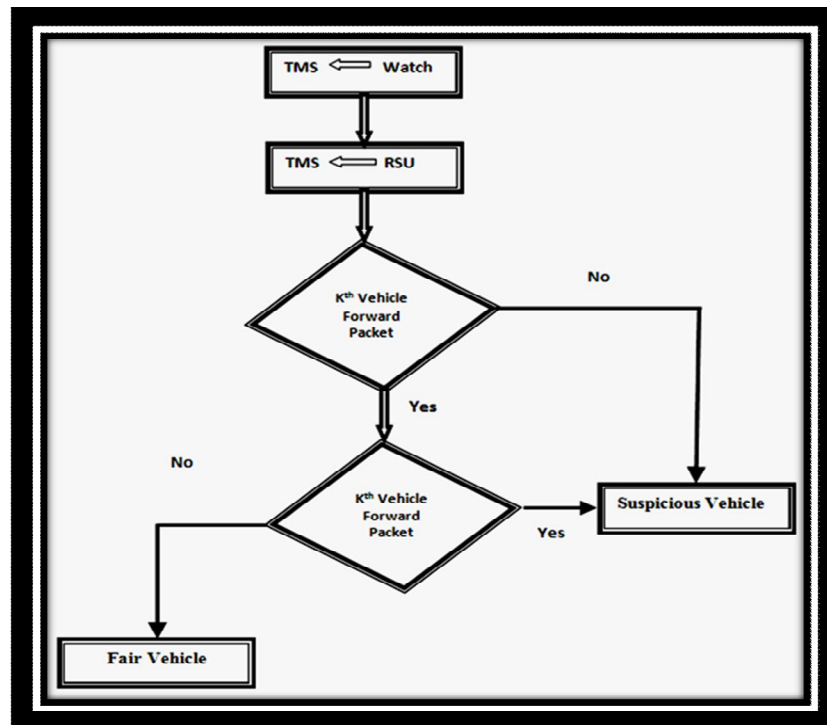 TMS Watch
TMS RSU
No
Kth Vehicle
Forward
Packet
Yes
No
Kth Vehicle
Forward
Packet
Suspicious Vehicle
Yes
Fair Vehicle